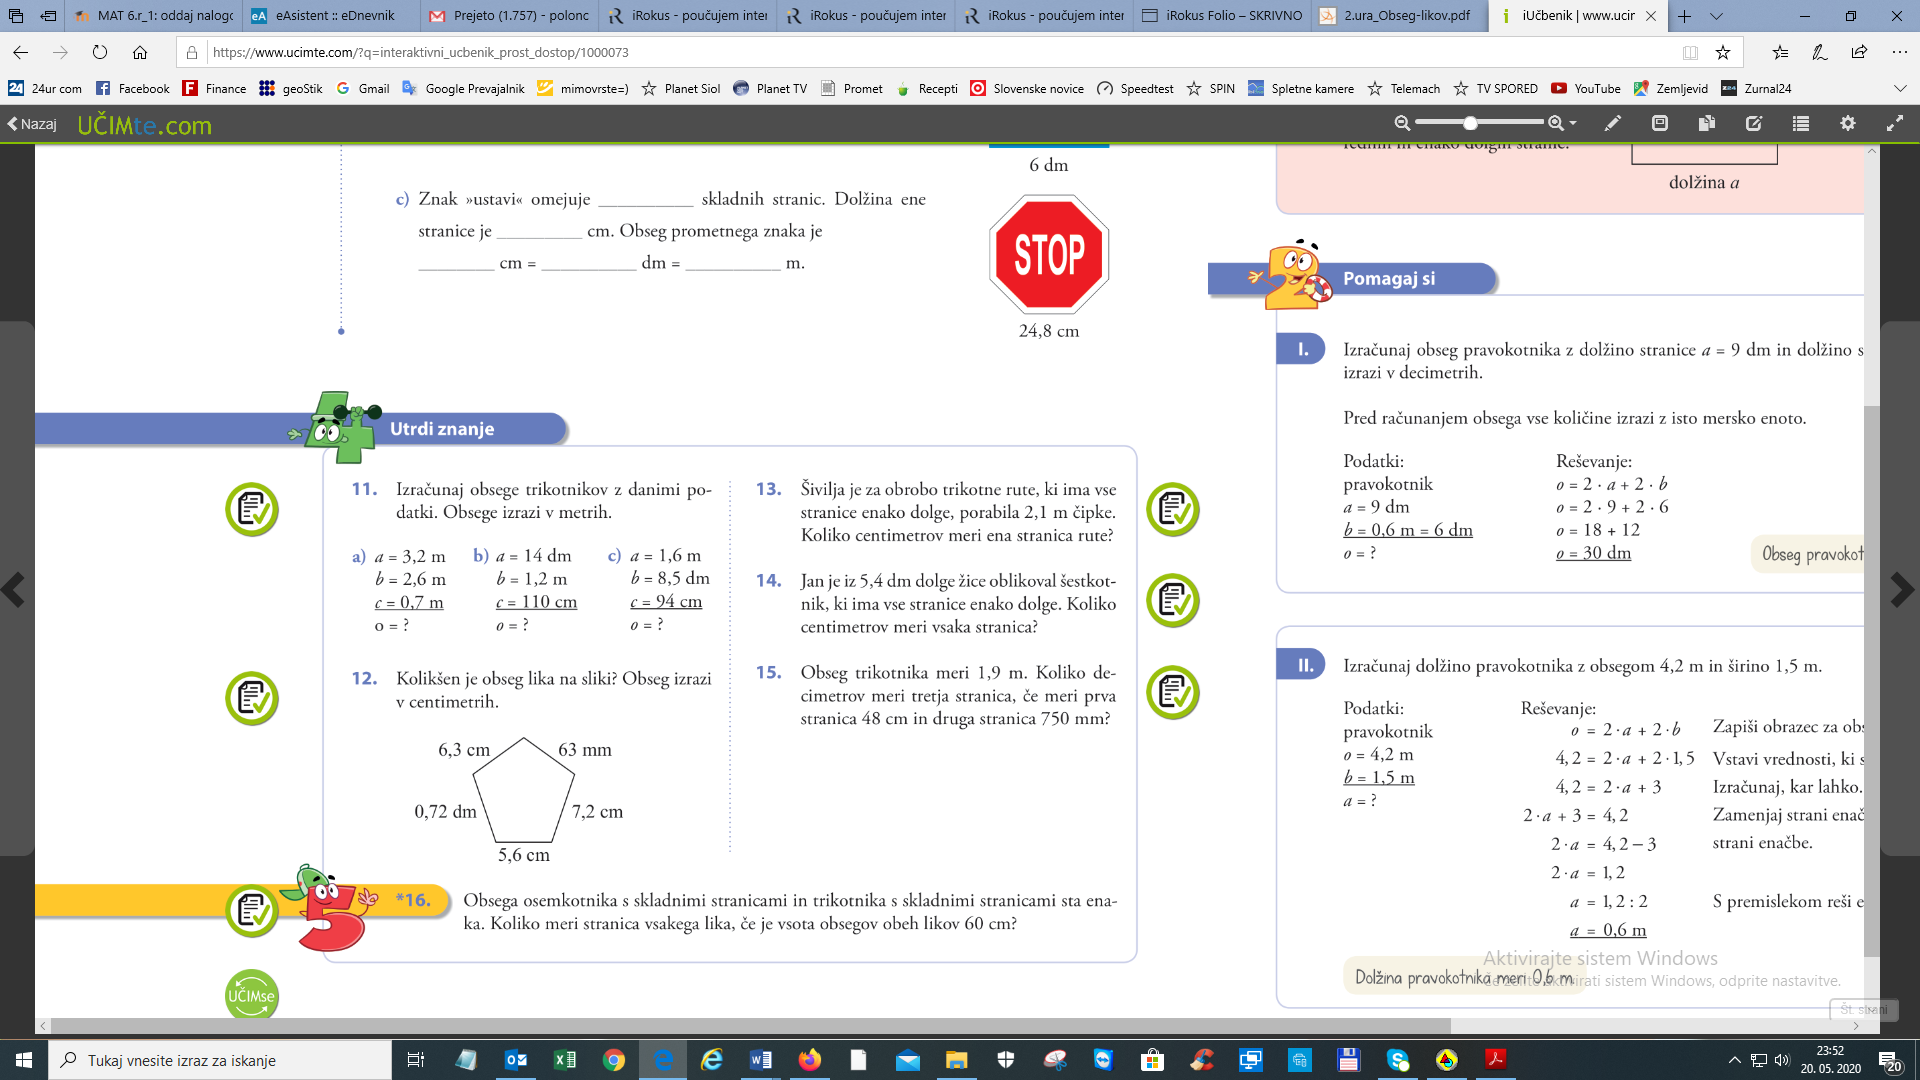 MAT 6.r_1: oddaj nalogo
eAsistent :: eDnevnik
Prejeto (1.757) - polonc
iRokus – poučujem inter
iRokus – poučujem inter
iRokus – poučujem inter
iRokus Folio – SKRIVNO
2.ura_Obseg-likov.pdf
iUčbenik | www.ucir
https://www.ucimte.com/?q=interaktivni_ucbenik_prost_dostop/1000073
24ur com
Facebook
Finance
geoStik
Gmail
Google Prevajalnik
mimovrste=)
Planet Siol
Planet TV
Promet
Recepti
Slovenske novice
Speedtest
SPIN
Spletne kamere
Telemach
TV SPORED
YouTube
Zemljevid
Zurnal24
Nazaj
UČIMte.com
6 dm
c) Znak »ustavi« omejuje __________ skladnih stranic. Dolžina ene
stranice je _________ cm. Obseg prometnega znaka je
________ cm = __________ dm = __________ m.
STOP
24,8 cm
Utrdi znanje
11. Izračunaj obsege trikotnikov z danimi po-
datki. Obsege izrazi v metrih.
a) a = 3,2 m
b = 2,6 m
c = 0,7 m
o = ?
b) a = 14 dm
b = 1,2 m
c = 110 cm
o = ?
c) a = 1,6 m
b = 8,5 dm
c = 94 cm
o = ?
12. Kolikšen je obseg lika na sliki? Obseg izrazi
v centimetrih.
6,3 cm
63 mm
0,72 dm
7,2 cm
5,6 cm
13. Šivilja je za obrobo trikotne rute, ki ima vse
stranice enako dolge, porabila 2,1 m čipke.
Koliko centimetrov meri ena stranica rute?
14. Jan je iz 5,4 dm dolge žice oblikoval šestkot-
nik, ki ima vse stranice enako dolge. Koliko
centimetrov meri vsaka stranica?
15. Obseg trikotnika meri 1,9 m. Koliko de-
cimetrov meri tretja stranica, če meri prva
stranica 48 cm in druga stranica 750 mm?
*16. Obsega osemkotnika s skladnimi stranicami in trikotnika s skladnimi stranicami sta ena-
ka. Koliko meri stranica vsakega lika, če je vsota obsegov obeh likov 60 cm?
UČIMse
dolžina a
Pomagaj si
I. Izračunaj obseg pravokotnika z dolžino stranice a = 9 dm in dolžino s
izrazi v decimetrih.
Pred računanjem obsega vse količine izrazi z isto mersko enoto.
Podatki:
pravokotnik
a = 9 dm
b = 0,6 m = 6 dm
o = ?
Reševanje:
o = 2 · a + 2 · b
o = 2 · 9 + 2 · 6
o = 18 + 12
o = 30 dm
Obseg pravokot
II. Izračunaj dolžino pravokotnika z obsegom 4,2 m in širino 1,5 m.
Podatki:
pravokotnik
o = 4,2 m
b = 1,5 m
a = ?
Reševanje:
o = 2·a + 2·b
4,2 = 2·a + 2·1,5
4,2 = 2·a + 3
2·a + 3 = 4,2
2·a = 4,2−3
2·a = 1,2
a = 1,2 : 2
a = 0,6 m
Zapiši obrazec za obs
Vstavi vrednosti, ki s
Izračunaj, kar lahko.
Zamenjaj strani enač
strani enačbe.
S premislekom reši e
Dolžina pravokotnika meri 0,6 m.
Aktivirajte sistem Windows
Če želite aktivirati sistem Windows, odprite nastavitve.
Št. strani
Tukaj vnesite izraz za iskanje
23:52
20. 05. 2020
20